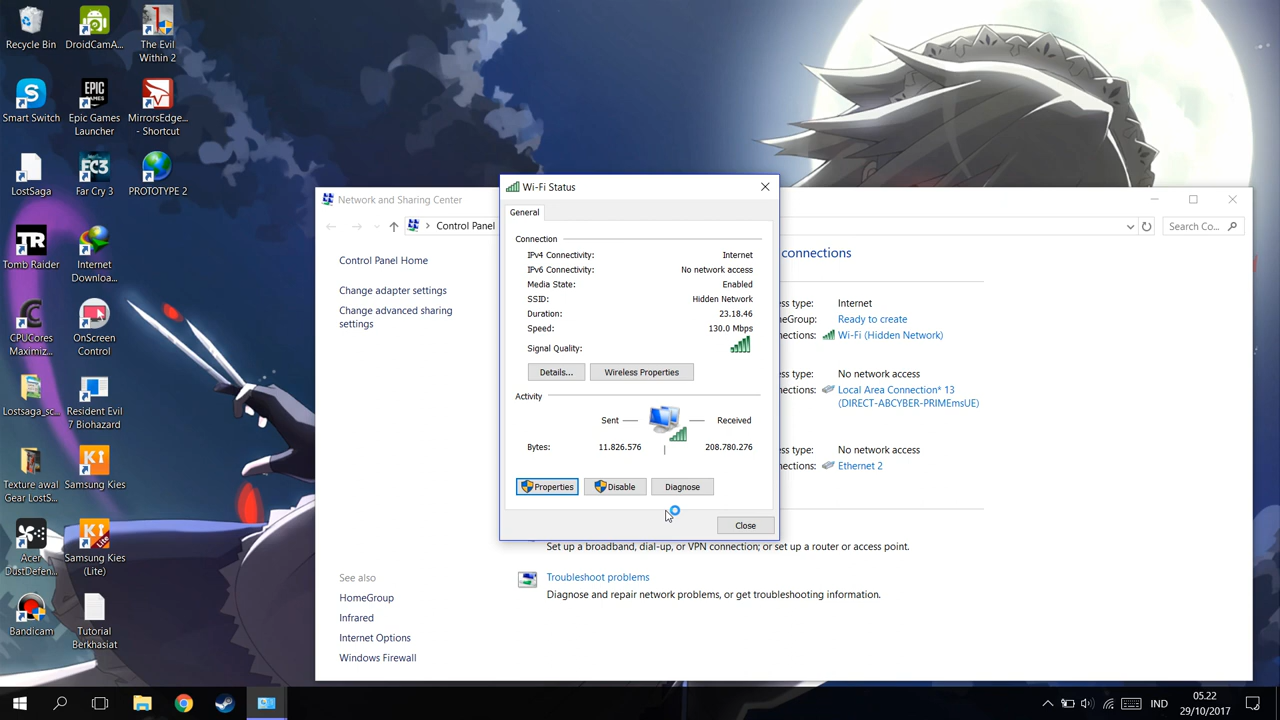 Recycle Bin
DroidCamA...
The Evil
Within 2
Smart Switch
Epic Games
Launcher
MirrorsEdge...
- Shortcut
LostSaga
Far Cry 3
PROTOTYPE 2
Tomb Raider
Internet
Downloa...
CPUCores
Maximiz...
OnScreen
Control
Lostsaga_sc...
Resident Evil
7 Biohazard
Texture awal
Gear LostS...
Samsung Kies
Acer
DustDefen...
Samsung Kies
(Lite)
Bandicam
Tutorial
Berkhasiat
Network and Sharing Center
Control Panel
Search Co...
Control Panel Home
Change adapter settings
Change advanced sharing
settings
See also
HomeGroup
Infrared
Internet Options
Windows Firewall
connections
ss type: Internet
neGroup: Ready to create
nections: Wi-Fi (Hidden Network)
ss type: No network access
nections: Local Area Connection* 13
(DIRECT-ABCYBER-PRIMEmsUE)
ss type: No network access
nections: Ethernet 2
Set up a broadband, dial-up, or VPN connection; or set up a router or access point.
Troubleshoot problems
Diagnose and repair network problems, or get troubleshooting information.
Wi-Fi Status
General
Connection
IPv4 Connectivity: Internet
IPv6 Connectivity: No network access
Media State: Enabled
SSID: Hidden Network
Duration: 23.18.46
Speed: 130.0 Mbps
Signal Quality:
Details...
Wireless Properties
Activity
Sent
Received
Bytes: 11.826.576 208.780.276
Properties
Disable
Diagnose
Close
IND
05.22
29/10/2017